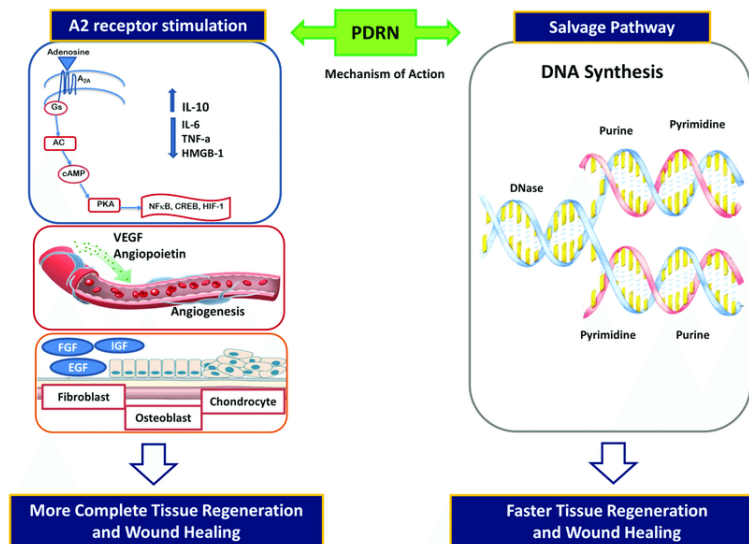 A2 receptor stimulation
PDRN
Mechanism of Action
Salvage Pathway
Adenosine
A2A
Gs
AC
cAMP
PKA
NFκB, CREB, HIF-1
IL-10
IL-6
TNF-a
HMGB-1
VEGF
Angiopoietin
Angiogenesis
FGF
IGF
EGF
Fibroblast
Osteoblast
Chondrocyte
More Complete Tissue Regeneration
and Wound Healing
DNA Synthesis
Purine
Pyrimidine
DNase
Pyrimidine
Purine
Faster Tissue Regeneration
and Wound Healing